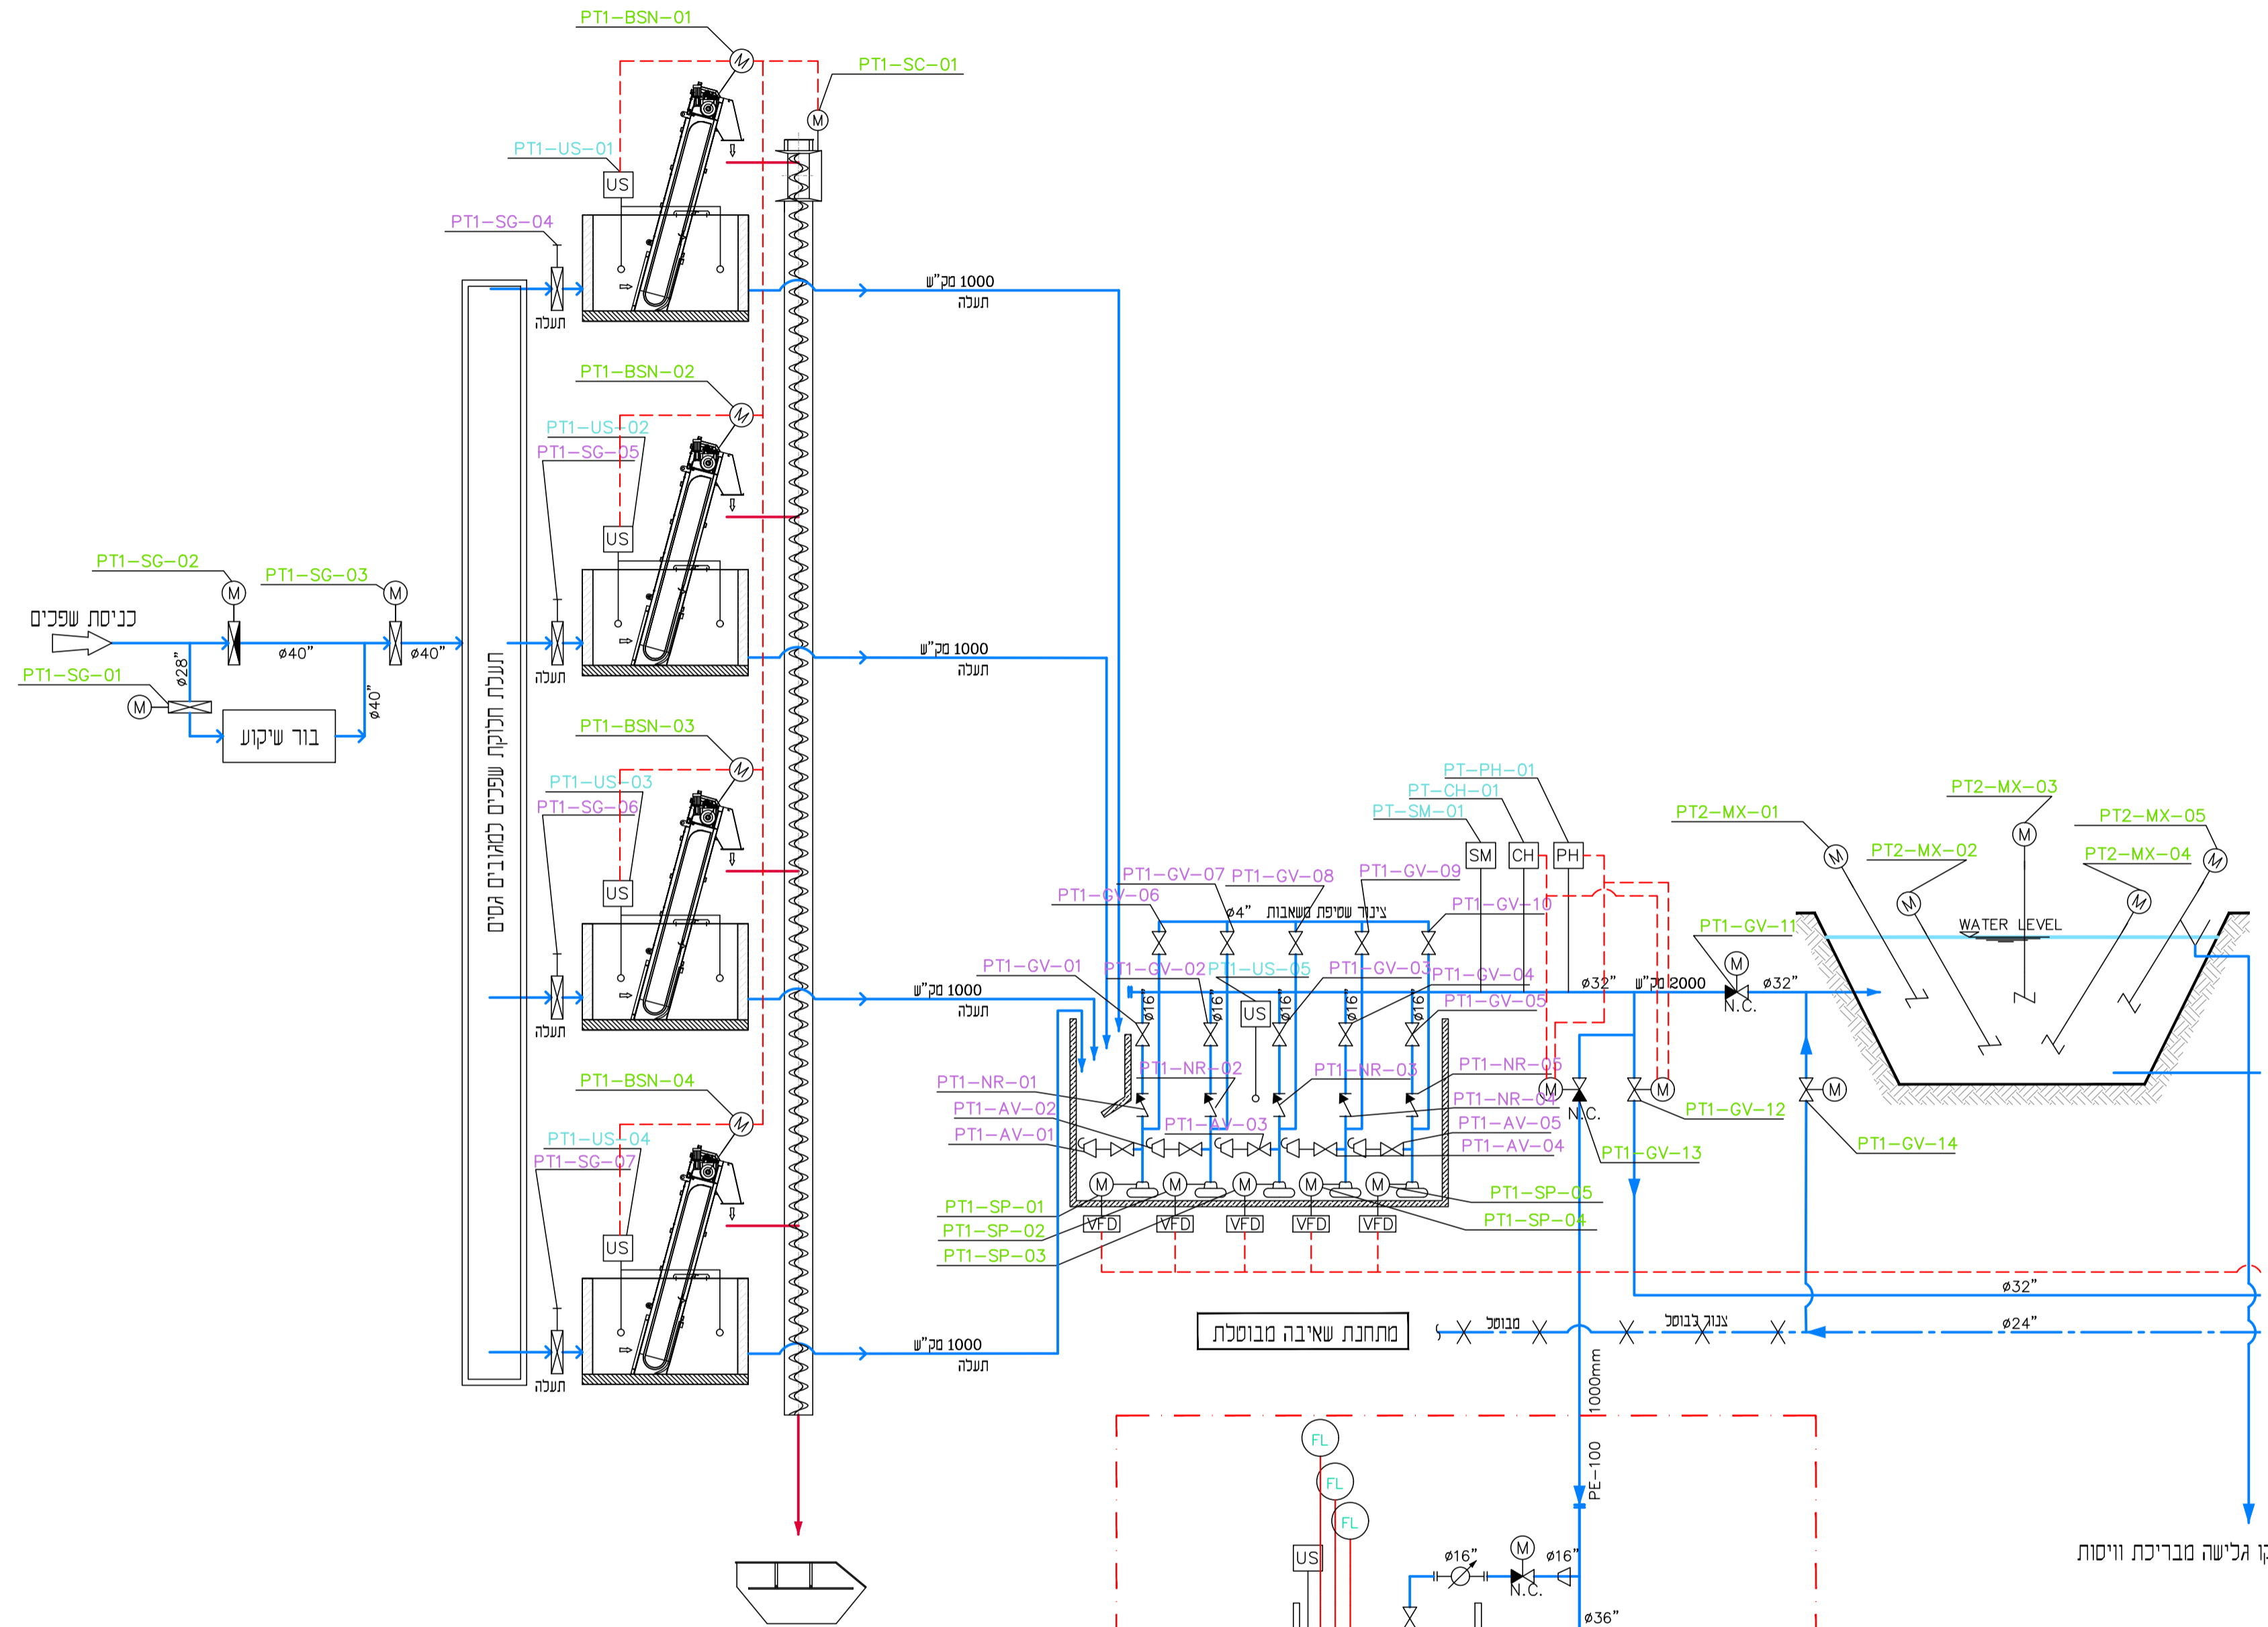 PT1-BSN-01
M
PT1-SC-01
M
PT1-US-01
US
PT1-SG-04
תעלה
1000 מק"ש
תעלה
PT1-BSN-02
M
PT1-US-02
PT1-SG-05
US
תעלה
1000 מק"ש
תעלה
PT1-SG-02
M
PT1-SG-03
M
כניסת שפכים
ø40"
ø40"
ø28"
PT1-SG-01
M
ø40"
בור שיקוע
תעלת חלוקת שפכים למגובים גסים
PT1-BSN-03
M
PT1-US-03
PT1-SG-06
US
תעלה
1000 מק"ש
תעלה
PT1-BSN-04
M
PT1-US-04
PT1-SG-07
US
תעלה
1000 מק"ש
תעלה
PT-PH-01
PT-CH-01
PT-SM-01
SM
CH
PH
PT1-GV-07
PT1-GV-08
PT1-GV-09
PT1-GV-06
PT1-GV-10
ø4"
צינור שטיפת משאבות
PT1-GV-01
PT1-GV-02
PT1-US-05
PT1-GV-03
PT1-GV-04
PT1-GV-05
ø16"
ø16"
US
ø16"
ø16"
ø16"
ø32"
2000 מק"ש
PT1-GV-11
M
N.C.
ø32"
PT1-NR-01
PT1-NR-02
PT1-NR-03
PT1-NR-05
PT1-NR-04
PT1-AV-02
PT1-AV-01
PT1-AV-03
PT1-AV-05
PT1-AV-04
M
M
M
M
M
VFD
VFD
VFD
VFD
VFD
PT1-SP-01
PT1-SP-02
PT1-SP-03
PT1-SP-05
PT1-SP-04
M
N.C.
M
PT1-GV-12
PT1-GV-13
M
PT1-GV-14
PT2-MX-03
PT2-MX-01
PT2-MX-05
PT2-MX-02
PT2-MX-04
M
M
M
M
M
WATER LEVEL
ø32"
מתחנת שאיבה מבוטלת
מבוטל
צנור לבוטל
ø24"
PE-100 1000mm
FL
FL
FL
US
ø16"
M
N.C.
ø16"
ø36"
קו גלישה מבריכת וויסות